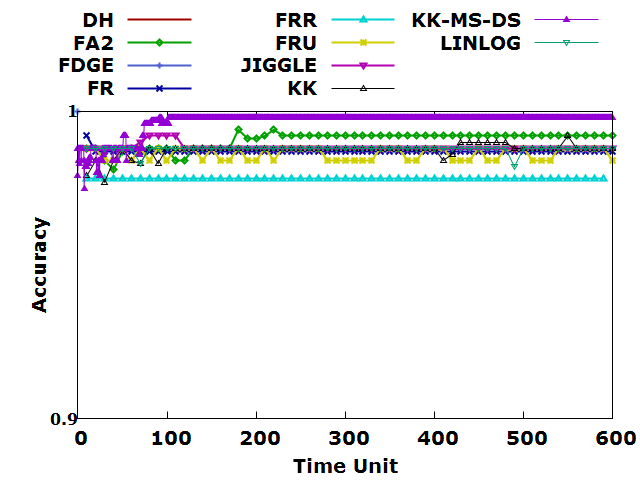 DH FRR KK-MS-DS
FA2 FRU LINLOG
FDGE JIGGLE
FR KK
1
Accuracy
0.9
0 100 200 300 400 500 600
Time Unit